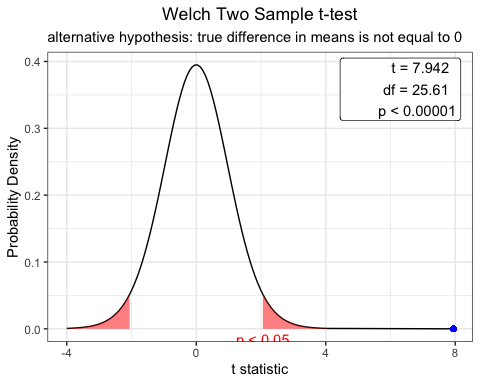 Welch Two Sample t-test
alternative hypothesis: true difference in means is not equal to 0
t = 7.942
df = 25.61
p < 0.00001
Probability Density
0.4
0.3
0.2
0.1
0.0
p < 0.05
-4
0
4
8
t statistic